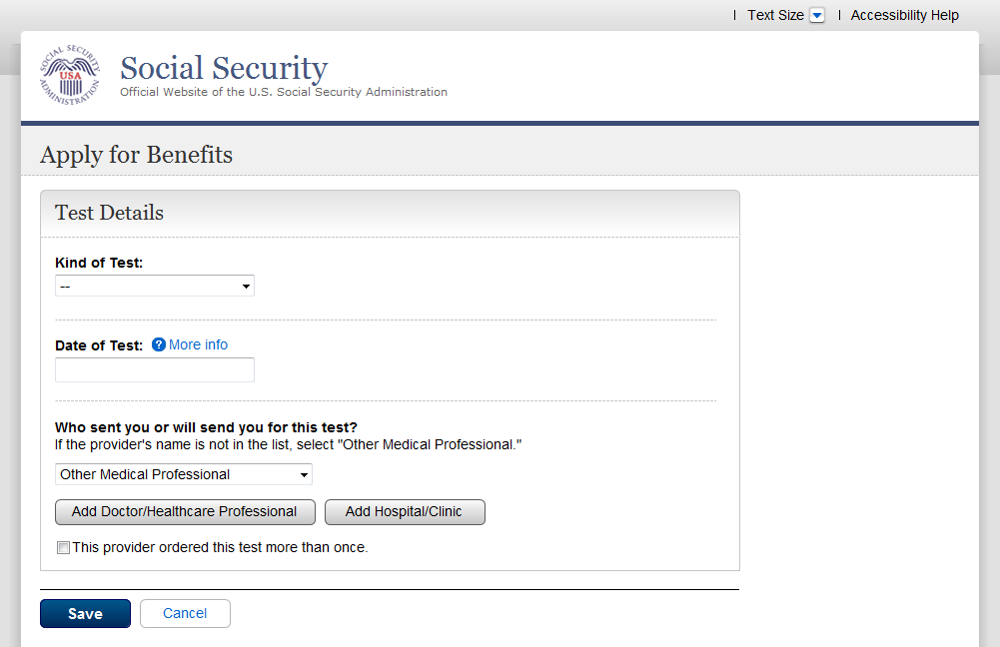 Text Size
Accessibility Help
SOCIAL SECURITY ADMINISTRATION
USA
Social Security
Official Website of the U.S. Social Security Administration
Apply for Benefits
Test Details
Kind of Test:
--
Date of Test: ? More info
Who sent you or will send you for this test?
If the provider's name is not in the list, select "Other Medical Professional."
Other Medical Professional
Add Doctor/Healthcare Professional Add Hospital/Clinic
This provider ordered this test more than once.
Save Cancel